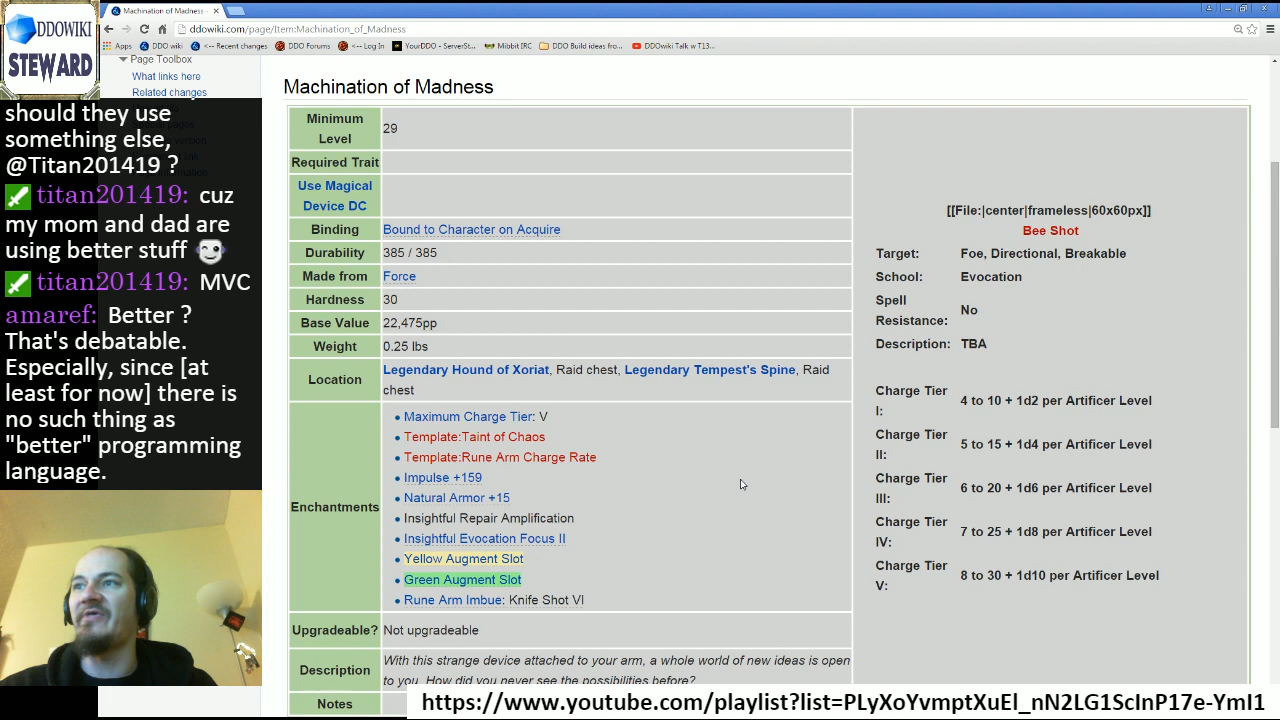 DDOWIKI
STEWARD
should they use
something else,
@Titan201419 ?
titan201419: cuz
my mom and dad are
using better stuff
titan201419: MVC
amaref: Better ?
That's debatable.
Especially, since [at
least for now] there is
no such thing as
"better" programming
language.
Machination of Madness -
ddowiki.com/page/Item:Machination_of_Madness
Apps
DDO wiki
<-- Recent changes
DDO Forums
<-- Log In
YourDDO - ServerSt...
Mibbit IRC
DDO Build ideas from...
DDOwiki Talk w T13...
Page Toolbox
What links here
Related changes
Machination of Madness
Minimum Level
29
Required Trait
Use Magical Device DC
Binding
Bound to Character on Acquire
Durability
385 / 385
Made from
Force
Hardness
30
Base Value
22,475pp
Weight
0.25 lbs
Location
Legendary Hound of Xoriat, Raid chest, Legendary Tempest's Spine, Raid
chest
Enchantments
Maximum Charge Tier: V
Template:Taint of Chaos
Template:Rune Arm Charge Rate
Impulse +159
Natural Armor +15
Insightful Repair Amplification
Insightful Evocation Focus II
Yellow Augment Slot
Green Augment Slot
Rune Arm Imbue: Knife Shot VI
Upgradeable?
Not upgradeable
Description
With this strange device attached to your arm, a whole world of new ideas is open
to you. How did you never see the possibilities before?
Notes
[[File:|center|frameless|60x60px]]
Bee Shot
Target:
Foe, Directional, Breakable
School:
Evocation
Spell Resistance:
No
Description:
TBA
Charge Tier I:
4 to 10 + 1d2 per Artificer Level
Charge Tier II:
5 to 15 + 1d4 per Artificer Level
Charge Tier III:
6 to 20 + 1d6 per Artificer Level
Charge Tier IV:
7 to 25 + 1d8 per Artificer Level
Charge Tier V:
8 to 30 + 1d10 per Artificer Level
https://www.youtube.com/playlist?list=PLyXoYvmptXuEl_nN2LG1ScInP17e-YmI1